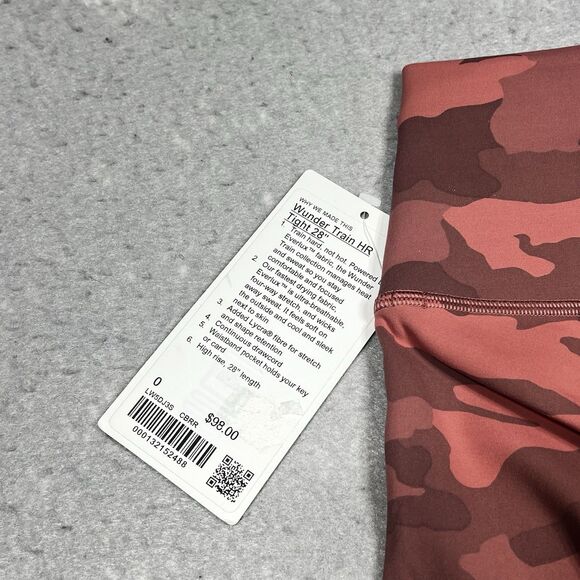 WHY WE MADE THIS
Wunder Train HR
Tight 28"
1. Train hard, not hot. Powered
Everlux™ fabric, the Wunder
Train collection manages heat
and sweat so you stay
comfortable and focused
2. Our fastest drying fabric,
Everlux™ is ultra-breathable,
four-way stretch, and wicks
away sweat. It feels soft on
the outside and cool and sleek
next to skin
3. Added Lycra® fibre for stretch
and shape retention
4. Continuous drawcord
5. Waistband pocket holds your key
or card
6. High rise, 28" length
0
LW5DJ3S CBRR
$98.00
000132152488